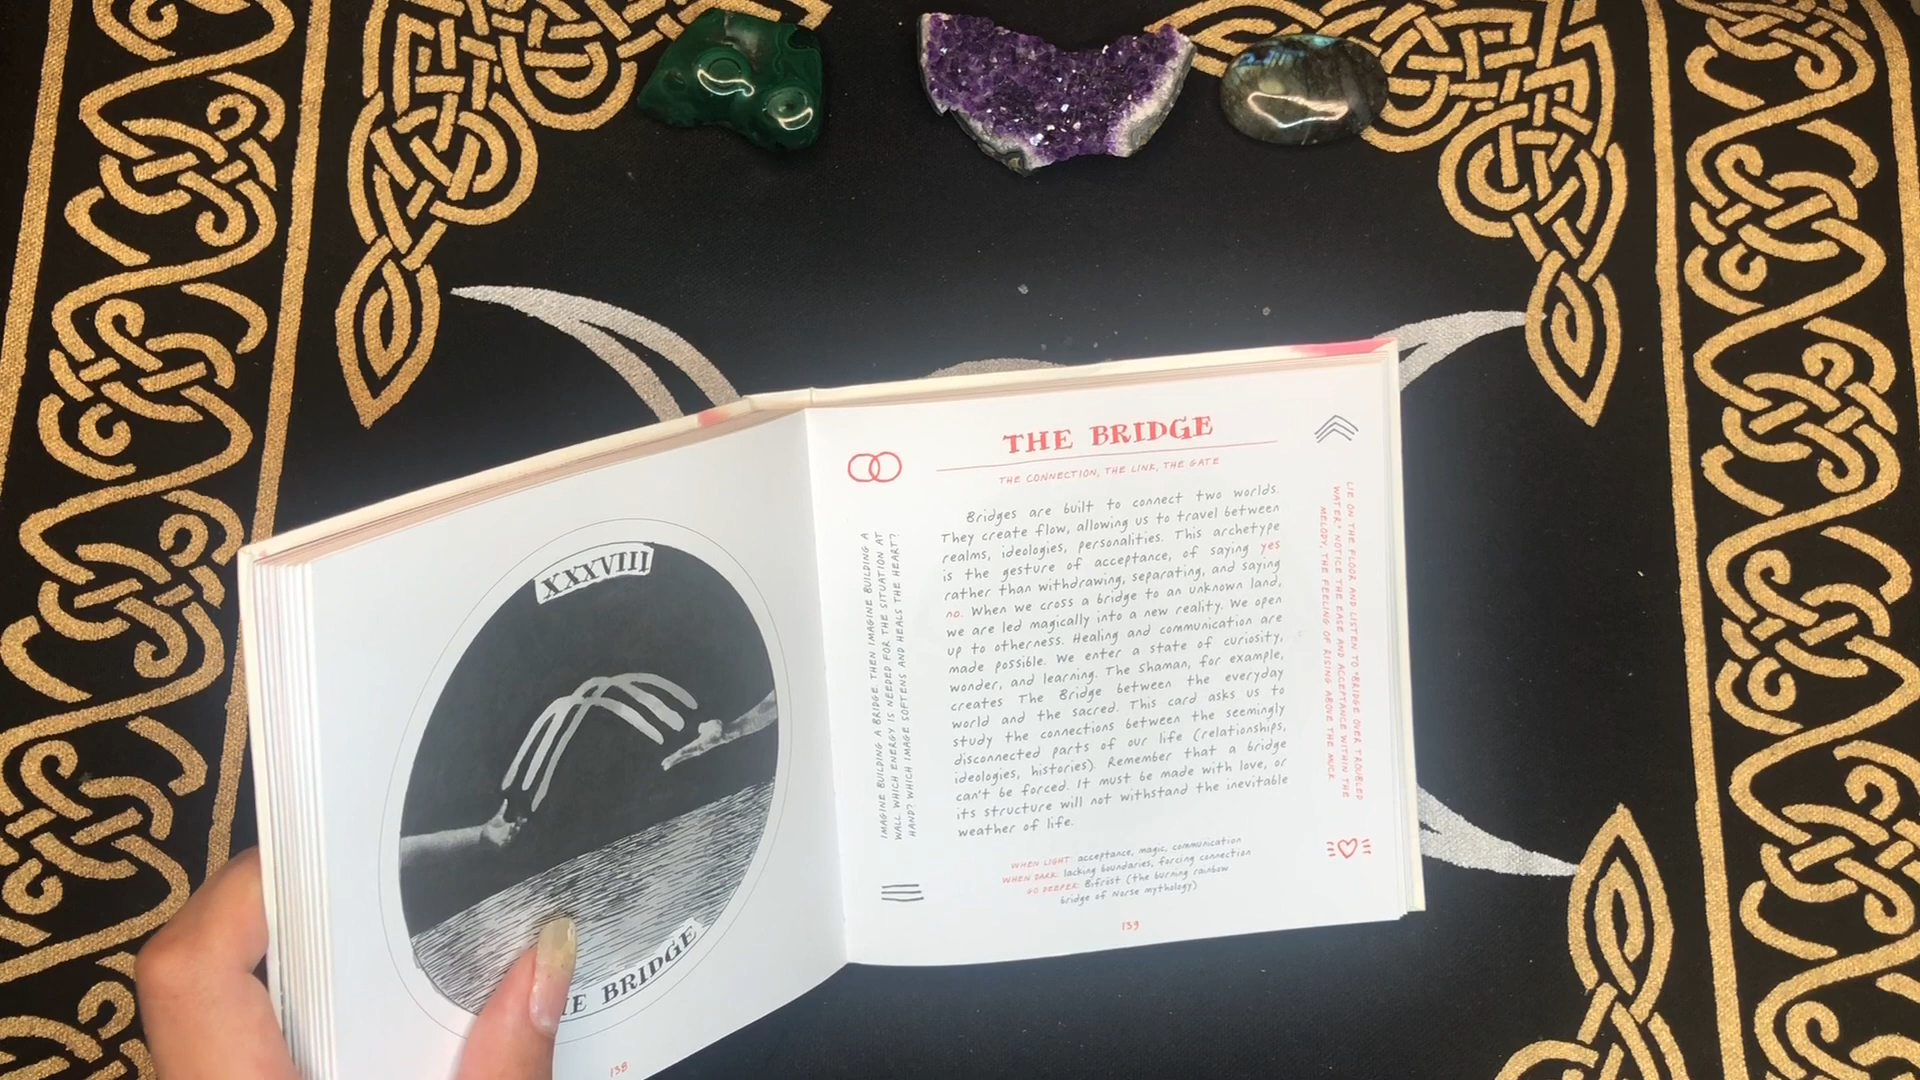 XXXVIII
THE BRIDGE
138
THE BRIDGE
THE CONNECTION, THE LINK, THE GATE
Bridges are built to connect two worlds.
They create flow, allowing us to travel between
realms, ideologies, personalities. This archetype
is the gesture of acceptance, of saying yes
rather than withdrawing, separating, and saying
no. When we cross a bridge to an unknown land,
we are led magically into a new reality. We open
up to otherness. Healing and communication are
made possible. We enter a state of curiosity,
wonder, and learning. The shaman, for example,
creates The Bridge between the everyday
world and the sacred. This card asks us to
study the connections between the seemingly
disconnected parts of our life (relationships,
ideologies, histories). Remember that a bridge
can't be forced. It must be made with love, or
its structure will not withstand the inevitable
weather of life.
WHEN LIGHT: acceptance, magic, communication
WHEN DARK: lacking boundaries, forcing connection
GO DEEPER: Bifröst (the burning rainbow
bridge of Norse mythology)
139
IMAGINE BUILDING A BRIDGE. THEN IMAGINE BUILDING A
WALL. WHICH ENERGY IS NEEDED FOR THE SITUATION AT
HAND? WHICH IMAGE SOFTENS AND HEALS THE HEART?
LIE ON THE FLOOR AND LISTEN TO "BRIDGE OVER TROUBLED
WATER." NOTICE THE EASE AND ACCEPTANCE WITHIN THE
MELODY, THE FEELING OF RISING ABOVE THE MUCK.